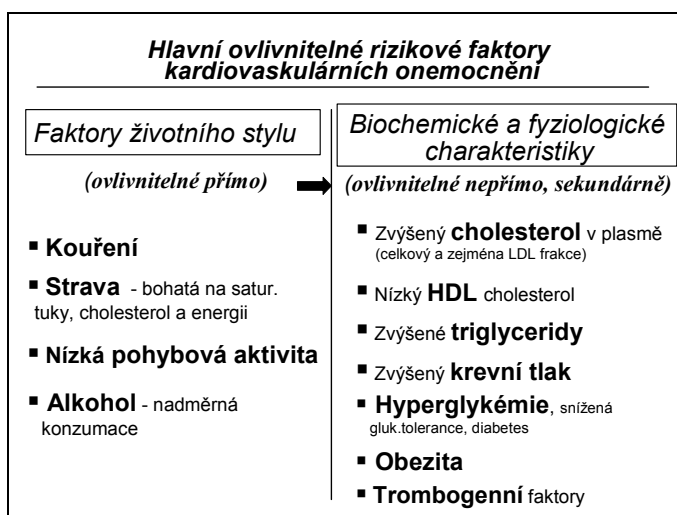 Hlavní ovlivnitelné rizikové faktory
kardiovaskulárních onemocnění
Faktory životního stylu
(ovlivnitelné přímo)
▪ Kouření
▪ Strava - bohatá na satur.
tuky, cholesterol a energii
▪ Nízká pohybová aktivita
▪ Alkohol - nadměrná
konzumace
Biochemické a fyziologické
charakteristiky
(ovlivnitelné nepřímo, sekundárně)
▪ Zvýšený cholesterol v plasmě
(celkový a zejména LDL frakce)
▪ Nízký HDL cholesterol
▪ Zvýšené triglyceridy
▪ Zvýšený krevní tlak
▪ Hyperglykémie, snížená
gluk.tolerance, diabetes
▪ Obezita
▪ Trombogenní faktory